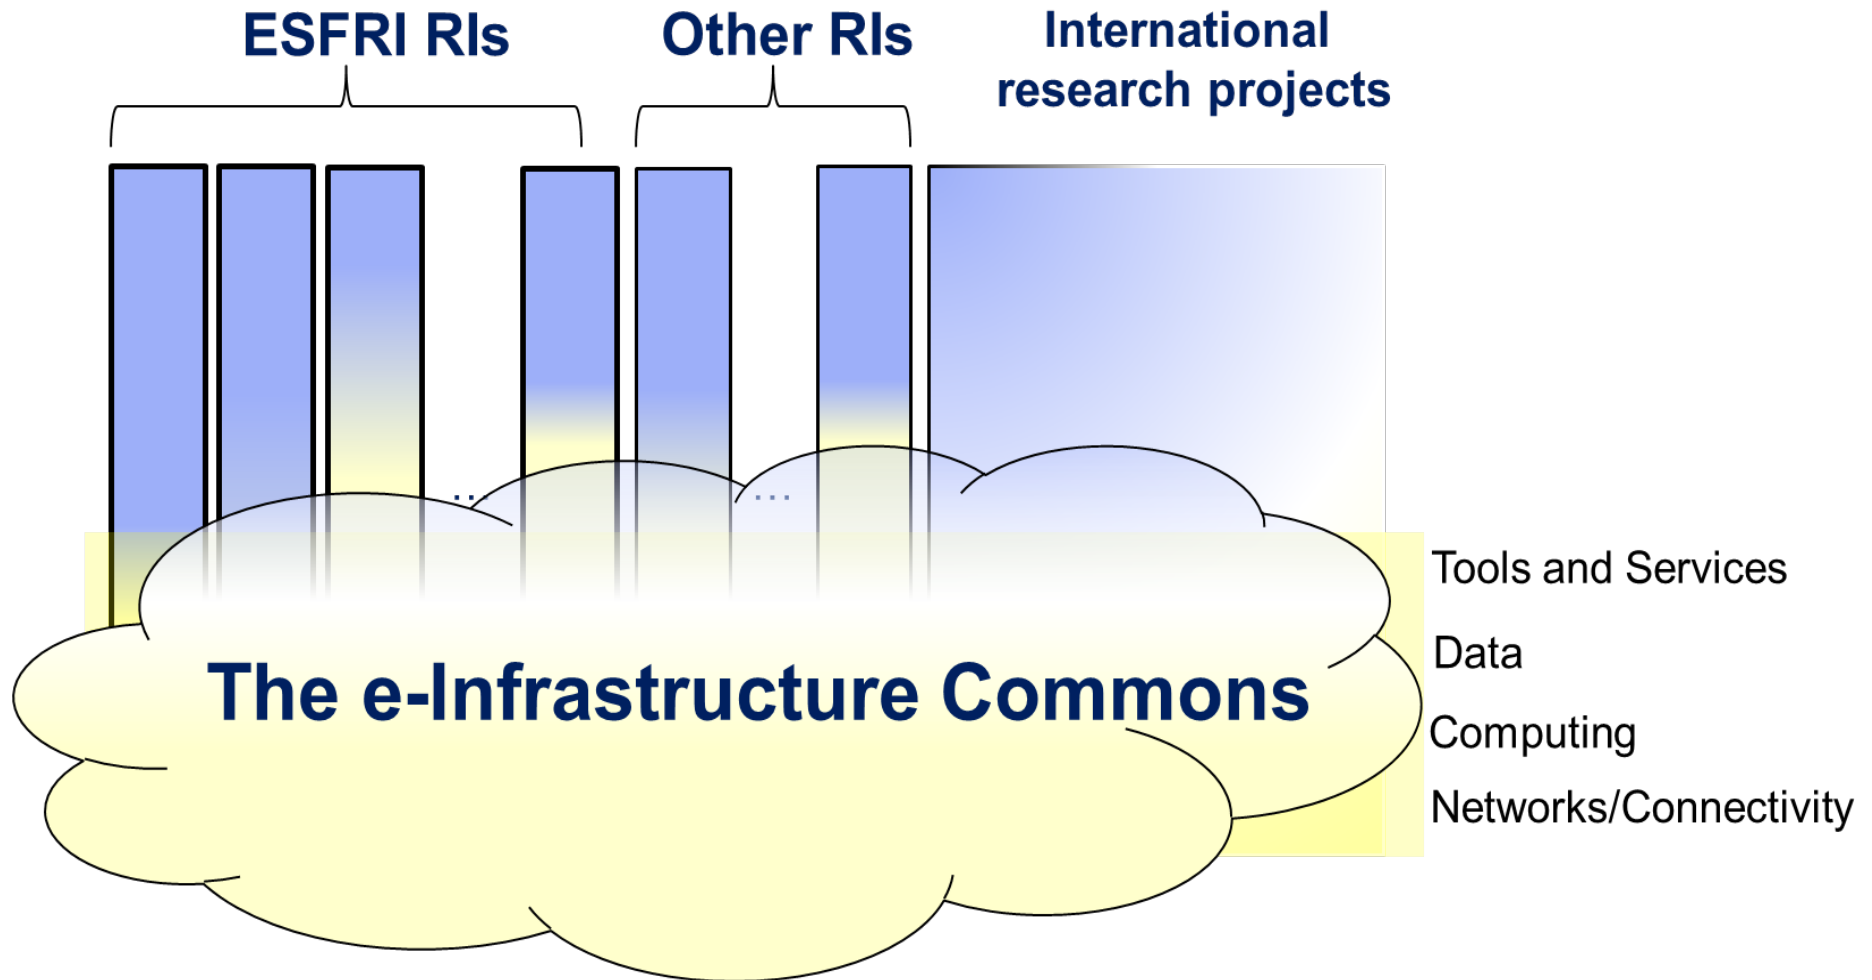 ESFRI RIs
Other RIs
International
research projects
...
...
Tools and Services
Data
The e-Infrastructure Commons
Computing
Networks/Connectivity